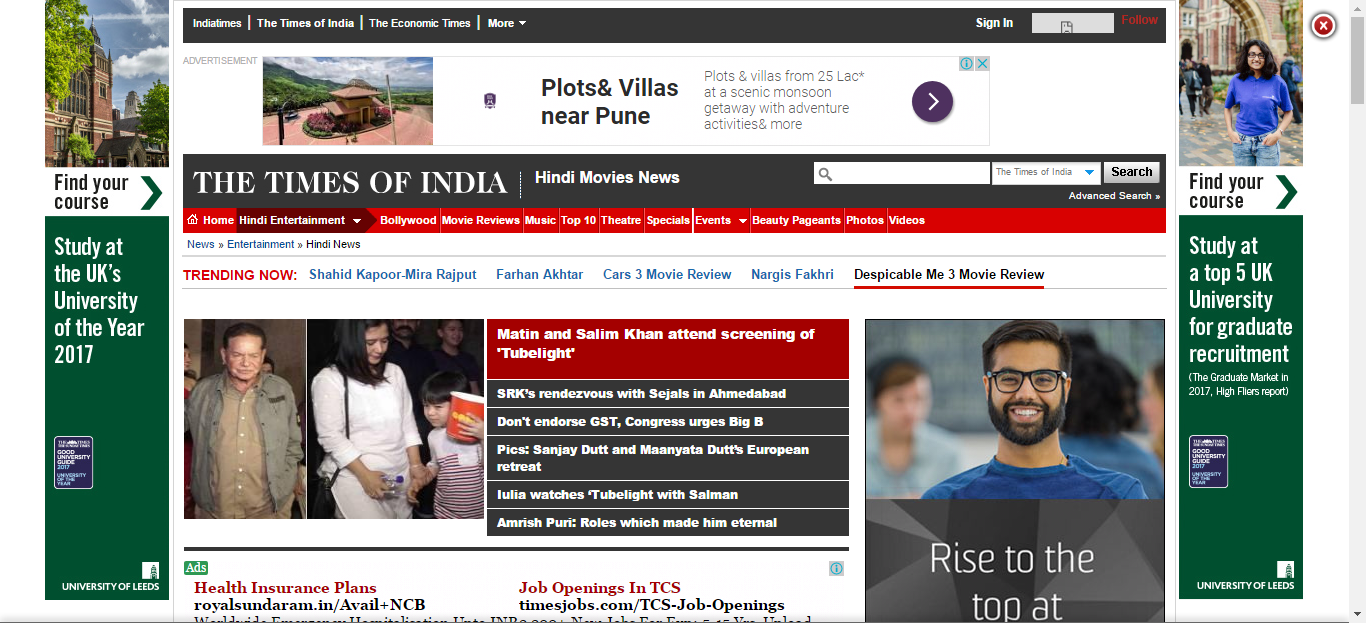 Indiatimes | The Times of India | The Economic Times | More
Sign In
Follow
ADVERTISEMENT
Plots& Villas
near Pune
Plots & villas from 25 Lac*
at a scenic monsoon
getaway with adventure
activities& more
Find your
course
Study at
the UK's
University
of the Year
2017
THE TIMES
THE SUNDAY TIMES
GOOD
UNIVERSITY
GUIDE
2017
UNIVERSITY
OF THE
YEAR
UNIVERSITY OF LEEDS
THE TIMES OF INDIA
Hindi Movies News
The Times of India
Search
Advanced Search »
Home Hindi Entertainment Bollywood Movie Reviews Music Top 10 Theatre Specials Events Beauty Pageants Photos Videos
News » Entertainment » Hindi News
TRENDING NOW: Shahid Kapoor-Mira Rajput Farhan Akhtar Cars 3 Movie Review Nargis Fakhri Despicable Me 3 Movie Review
Matin and Salim Khan attend screening of
'Tubelight'
SRK's rendezvous with Sejals in Ahmedabad
Don't endorse GST, Congress urges Big B
Pics: Sanjay Dutt and Maanyata Dutt's European
retreat
Iulia watches ‘Tubelight with Salman
Amrish Puri: Roles which made him eternal
Rise to the
top at
Ads
Health Insurance Plans
royalsundaram.in/Avail+NCB
Job Openings In TCS
timesjobs.com/TCS-Job-Openings
Find your
course
Study at
a top 5 UK
University
for graduate
recruitment
(The Graduate Market in
2017, High Fliers report)
THE TIMES
THE SUNDAY TIMES
GOOD
UNIVERSITY
GUIDE
2017
UNIVERSITY
OF THE
YEAR
UNIVERSITY OF LEEDS